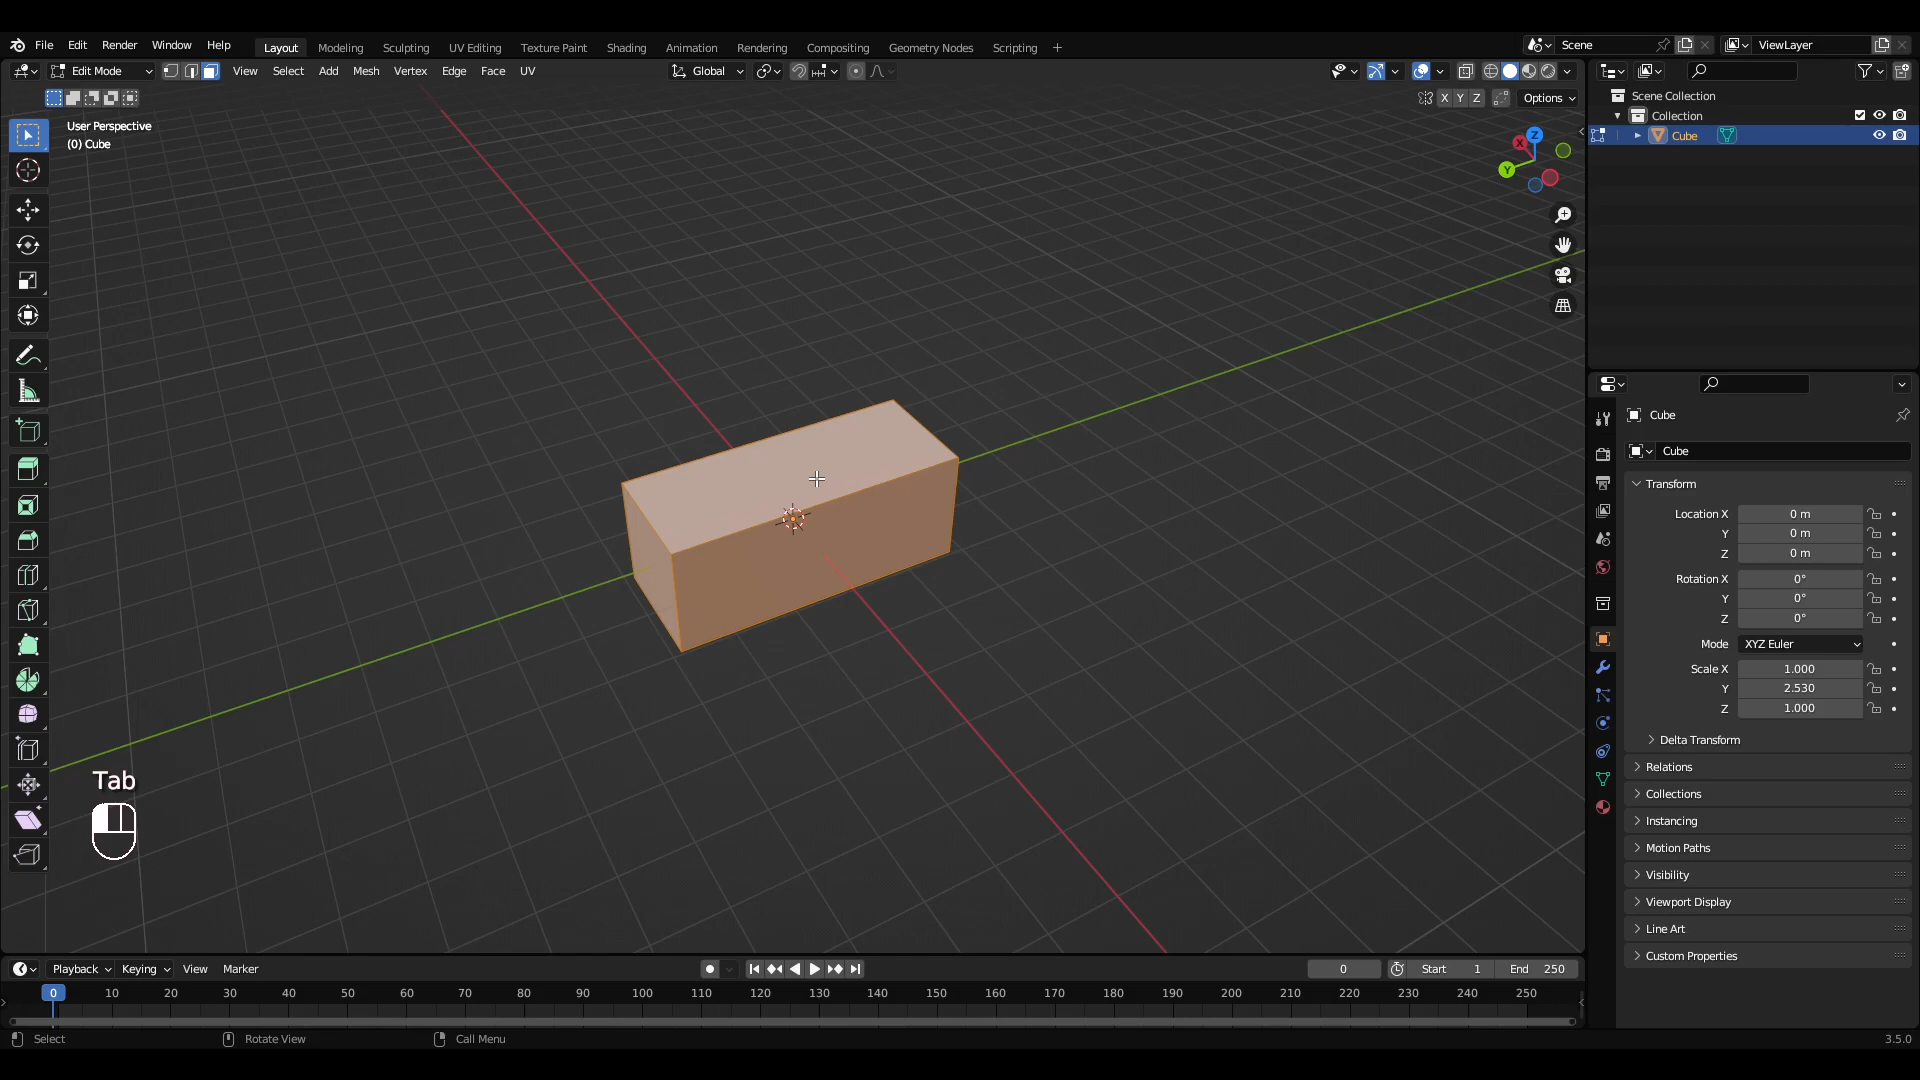 File Edit Render Window Help Layout Modeling Sculpting UV Editing Texture Paint Shading Animation Rendering Compositing Geometry Nodes Scripting + Scene ViewLayer
Edit Mode View Select Add Mesh Vertex Edge Face UV Global
X Y Z Options
User Perspective
(0) Cube
Z
X
Y
Scene Collection
Collection
Cube
Cube
Cube
Transform
Location X 0 m
Y 0 m
Z 0 m
Rotation X 0°
Y 0°
Z 0°
Mode XYZ Euler
Scale X 1.000
Y 2.530
Z 1.000
Delta Transform
Relations
Collections
Instancing
Motion Paths
Visibility
Viewport Display
Line Art
Custom Properties
Tab
Playback Keying View Marker 0 Start 1 End 250
0 10 20 30 40 50 60 70 80 90 100 110 120 130 140 150 160 170 180 190 200 210 220 230 240 250
Select Rotate View Call Menu 3.5.0